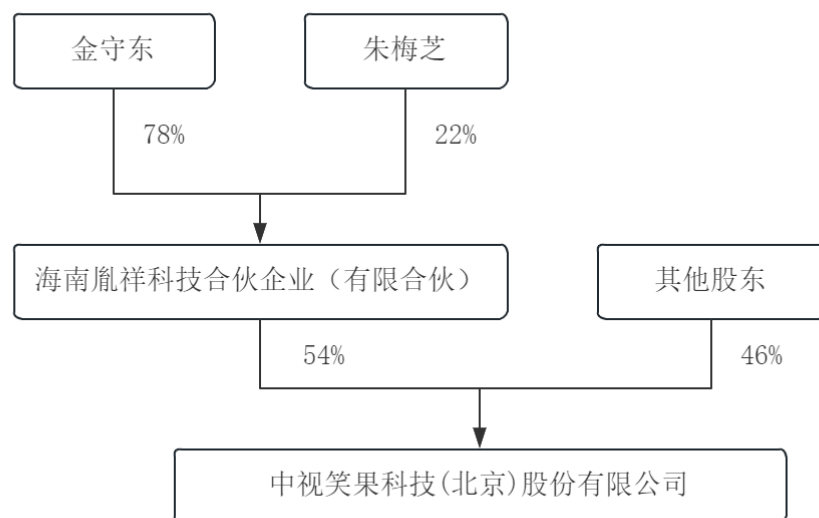 金守东
朱梅芝
78%
22%
海南胤祥科技合伙企业（有限合伙）
其他股东
54%
46%
中视笑果科技(北京)股份有限公司